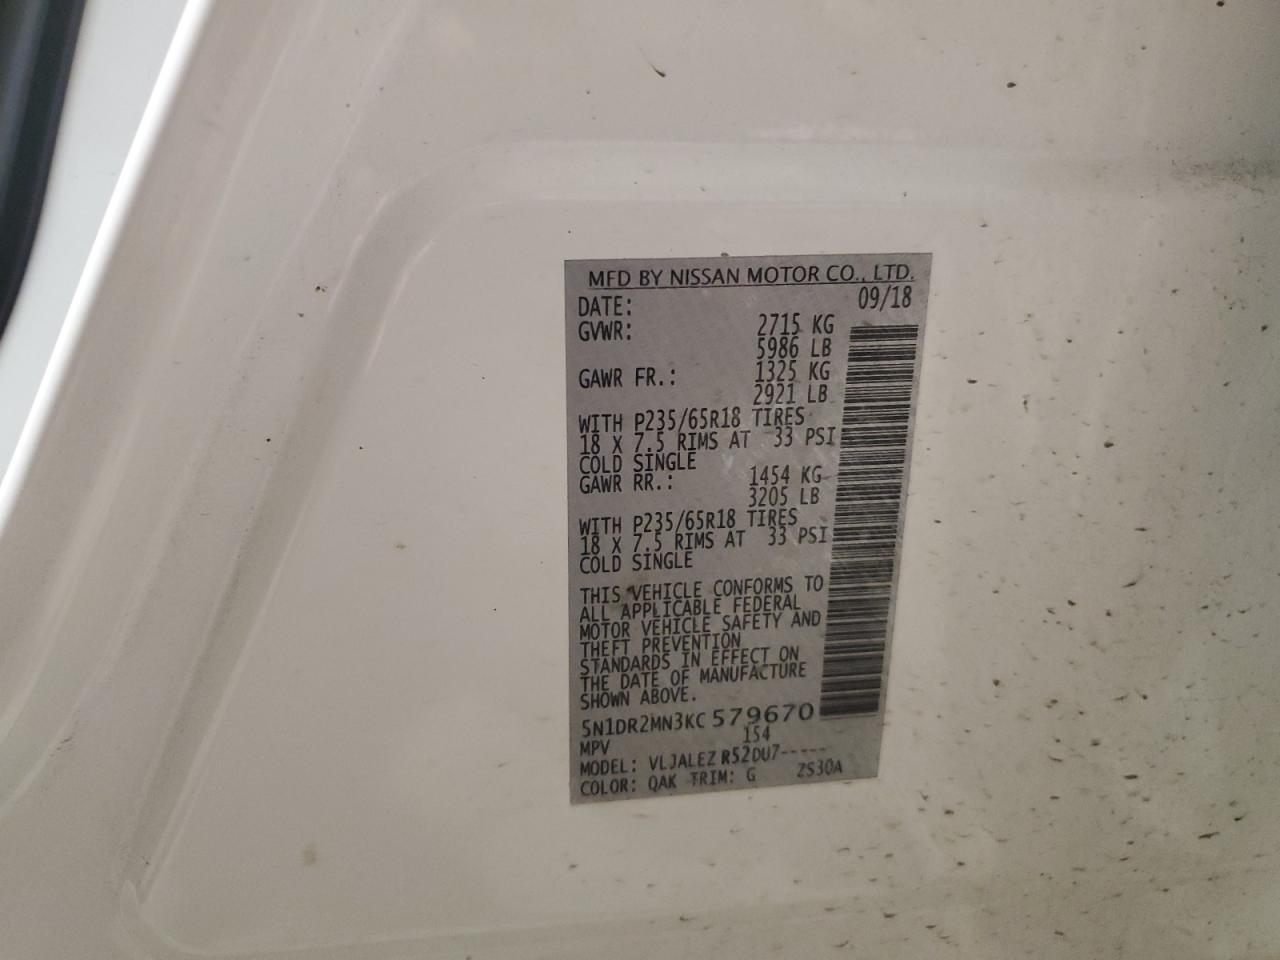 MFD BY NISSAN MOTOR CO., LTD.
DATE: 09/18
GVWR: 2715 KG
5986 LB
GAWR FR.: 1325 KG
2921 LB
WITH P235/65R18 TIRES
18 X 7.5 RIMS AT 33 PSI
COLD SINGLE
GAWR RR.: 1454 KG
3205 LB
WITH P235/65R18 TIRES
18 X 7.5 RIMS AT 33 PSI
COLD SINGLE
THIS VEHICLE CONFORMS TO
ALL APPLICABLE FEDERAL
MOTOR VEHICLE SAFETY AND
THEFT PREVENTION
STANDARDS IN EFFECT ON
THE DATE OF MANUFACTURE
SHOWN ABOVE.
5N1DR2MN3KC 579670
MPV 154
MODEL: VLJALEZ R52DU7-----
COLOR: QAK TRIM: G ZS30A